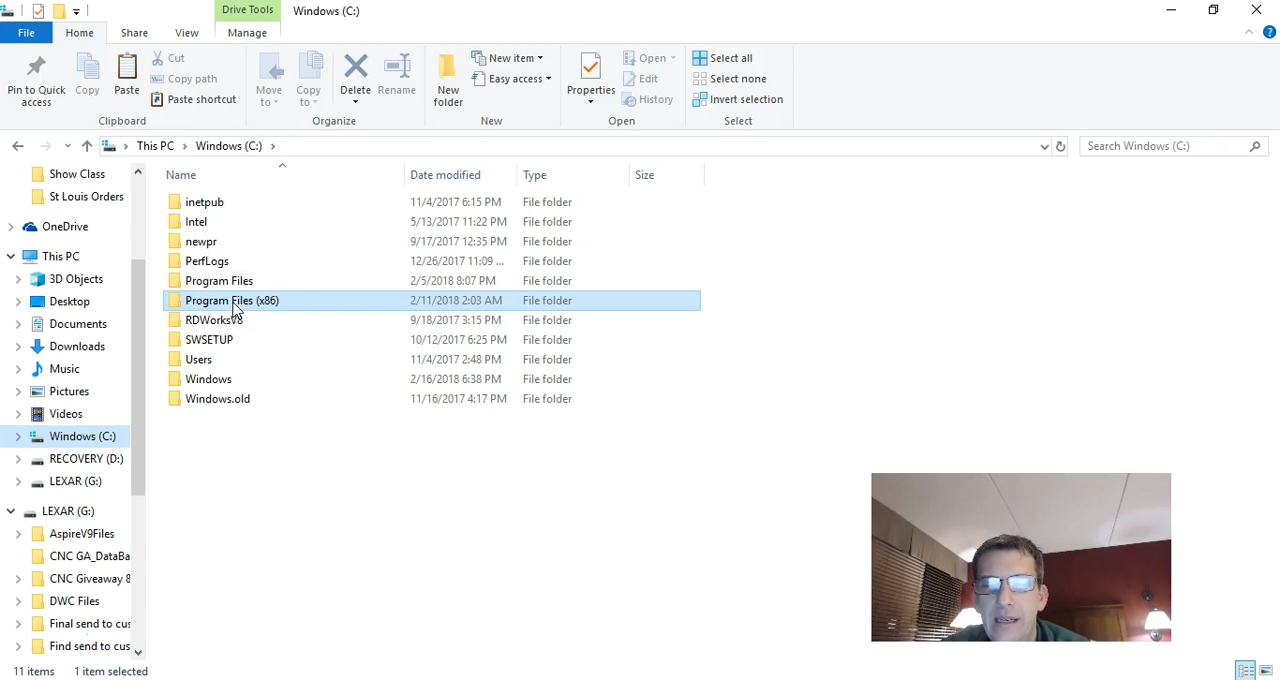 Drive Tools Windows (C:)
File Home Share View Manage
Pin to Quick access
Copy
Paste
Cut
Copy path
Paste shortcut
Clipboard
Move to
Copy to
Delete
Rename
Organize
New folder
New item
Easy access
New
Properties
Open
Edit
History
Open
Select all
Select none
Invert selection
Select
This PC > Windows (C:) >
Search Windows (C:)
Show Class
St Louis Orders
OneDrive
This PC
3D Objects
Desktop
Documents
Downloads
Music
Pictures
Videos
Windows (C:)
RECOVERY (D:)
LEXAR (G:)
LEXAR (G:)
AspireV9Files
CNC GA_DataBa
CNC Giveaway 8
DWC Files
Final send to cus
Find send to cus
Name Date modified Type Size
inetpub 11/4/2017 6:15 PM File folder
Intel 5/13/2017 11:22 PM File folder
newpr 9/17/2017 12:35 PM File folder
PerfLogs 12/26/2017 11:09 ... File folder
Program Files 2/5/2018 8:07 PM File folder
Program Files (x86) 2/11/2018 2:03 AM File folder
RDWorksV8 9/18/2017 3:15 PM File folder
SWSETUP 10/12/2017 6:25 PM File folder
Users 11/4/2017 2:48 PM File folder
Windows 2/16/2018 6:38 PM File folder
Windows.old 11/16/2017 4:17 PM File folder
11 items 1 item selected